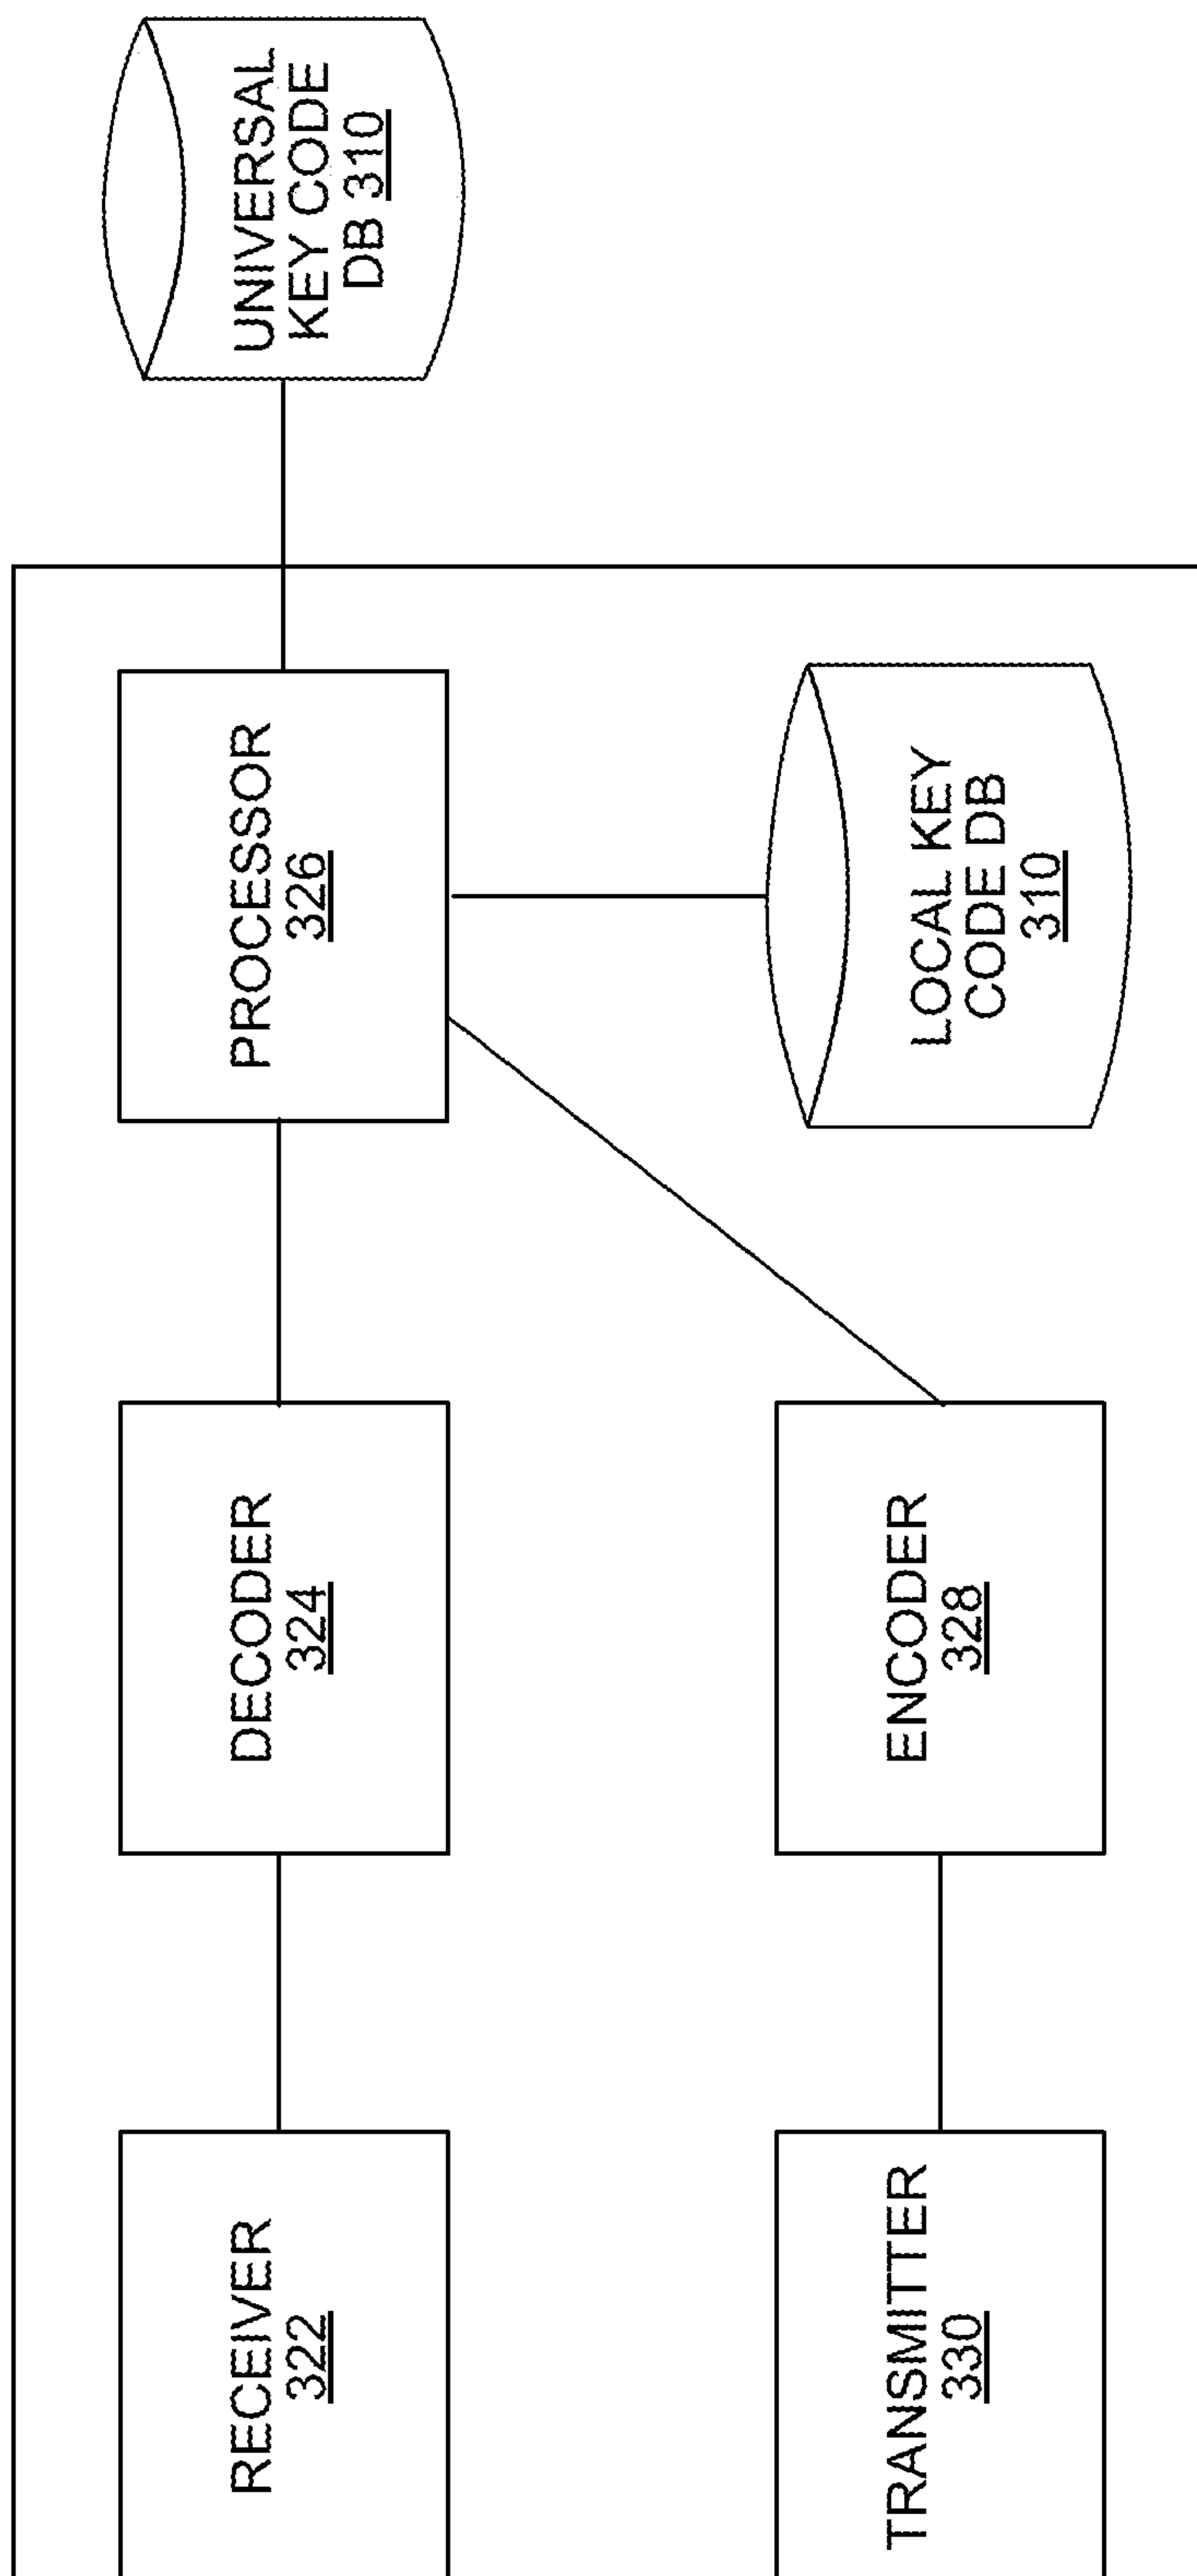 RECEIVER
322
DECODER
324
PROCESSOR
326
UNIVERSAL
KEY CODE
DB 310
TRANSMITTER
330
ENCODER
328
LOCAL KEY
CODE DB
310